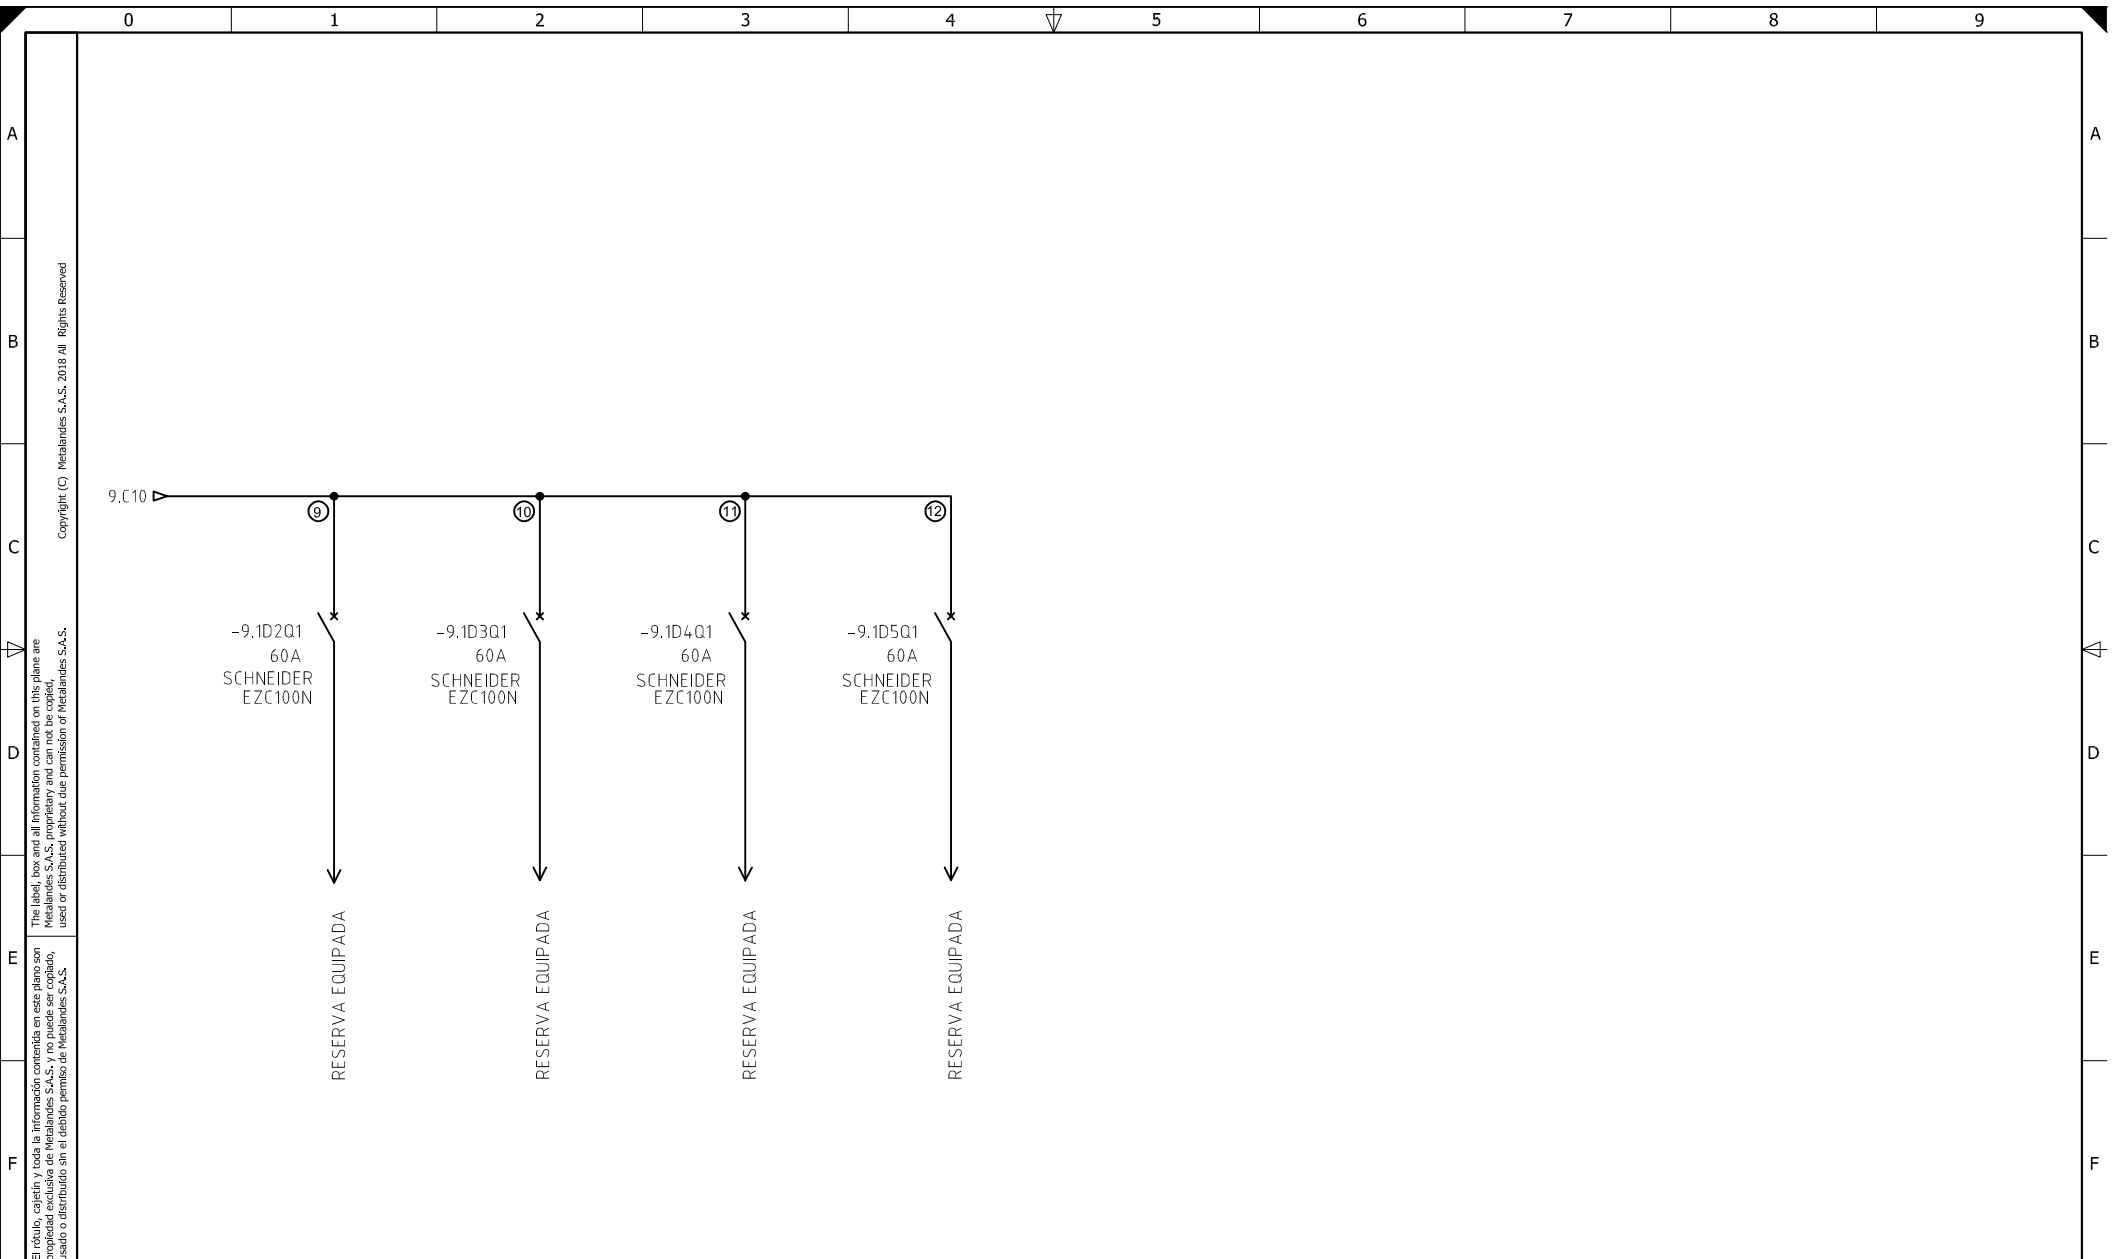 0 1 2 3 4 5 6 7 8 9
A A
B B
C C
D D
E E
F F
Copyright (C) Metalandes S.A.S. 2018 All Rights Reserved
The label, box and all information contained on this plane are
Metalandes S.A.S. proprietary and can not be copied,
used or distributed without due permission of Metalandes S.A.S.
El rótulo, cajetín y toda la información contenida en este plano son
propiedad exclusiva de Metalandes S.A.S. y no puede ser copiado,
usado o distribuido sin el debido permiso de Metalandes S.A.S.
9.C10
9
10
11
12
-9.1D2Q1
60A
SCHNEIDER
EZC100N
-9.1D3Q1
60A
SCHNEIDER
EZC100N
-9.1D4Q1
60A
SCHNEIDER
EZC100N
-9.1D5Q1
60A
SCHNEIDER
EZC100N
RESERVA EQUIPADA
RESERVA EQUIPADA
RESERVA EQUIPADA
RESERVA EQUIPADA